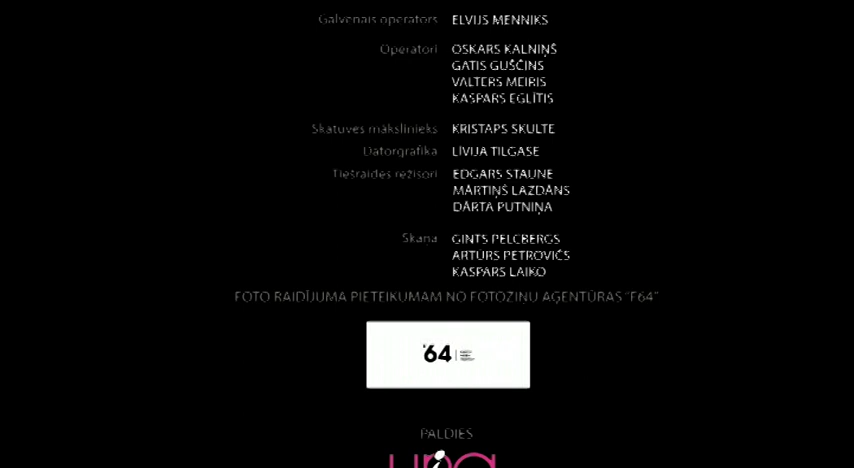 Galvenais operators ELVIJS MENNIKS
Operatori OSKARS KALNIŅŠ
GATIS GUŠČINS
VALTERS MEIRIS
KASPARS EGLĪTIS
Skatuves mākslinieks KRISTAPS SKULTE
Datorgrafika LĪVIJA TILGASE
Tiešraides režisori EDGARS STAUNE
MĀRTIŅŠ LAZDĀNS
DĀRTA PUTNIŅA
Skaņa GINTS PELCBERGS
ARTŪRS PETROVIČS
KASPARS LAIKO
FOTO RAIDĪJUMA PIETEIKUMAM NO FOTOZIŅU AĢENTŪRAS "F64"
64
PALDIES